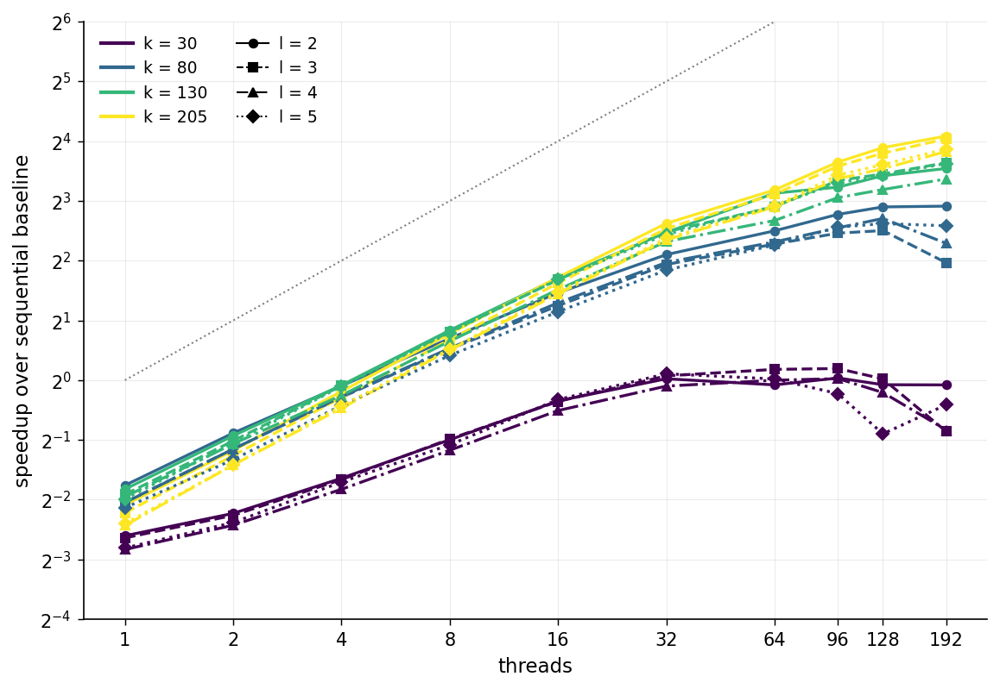 2^6
2^5
2^4
2^3
2^2
2^1
2^0
2^−1
2^−2
2^−3
2^−4
speedup over sequential baseline
k = 30
k = 80
k = 130
k = 205
l = 2
l = 3
l = 4
l = 5
1 2 4 8 16 32 64 96 128 192
threads